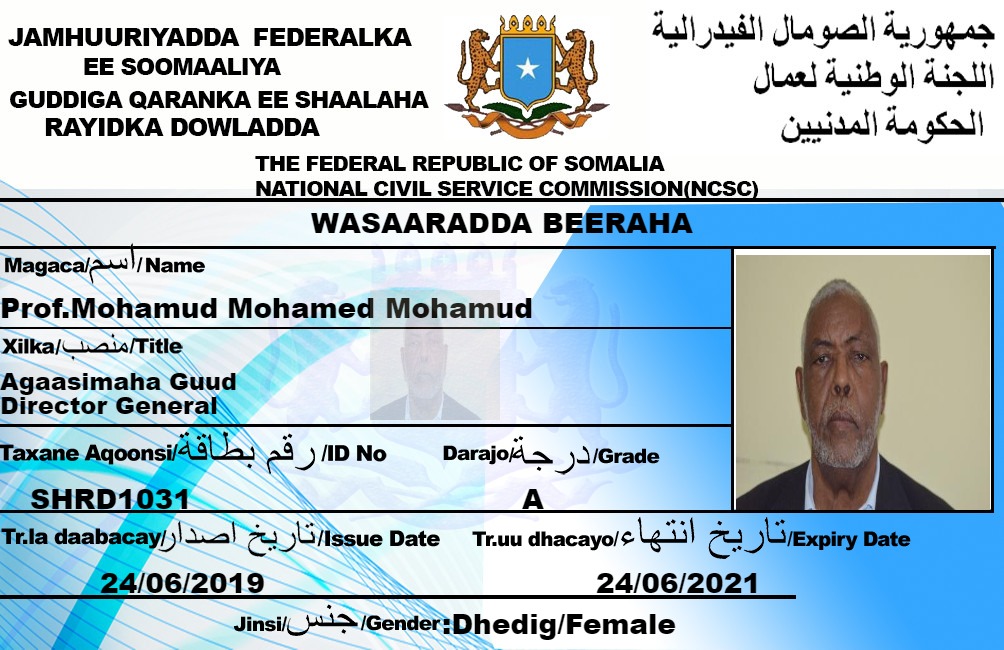 JAMHUURIYADDA FEDERALKA
EE SOOMAALIYA
GUDDIGA QARANKA EE SHAALAHA
RAYIDKA DOWLADDA
جمهورية الصومال الفيدرالية
اللجنة الوطنية لعمال
الحكومة المدنيين
THE FEDERAL REPUBLIC OF SOMALIA
NATIONAL CIVIL SERVICE COMMISSION(NCSC)
WASAARADDA BEERAHA
Magaca/اسم/Name
Prof.Mohamud Mohamed Mohamud
Xilka/منصب/Title
Agaasimaha Guud
Director General
Taxane Aqoonsi/رقم بطاقة/ID No
Darajo/درجة/Grade
SHRD1031
A
Tr.la daabacay/تاريخ اصدار/Issue Date
Tr.uu dhacayo/تاريخ انتهاء/Expiry Date
24/06/2019
24/06/2021
Jinsi/جنس/Gender:Dhedig/Female